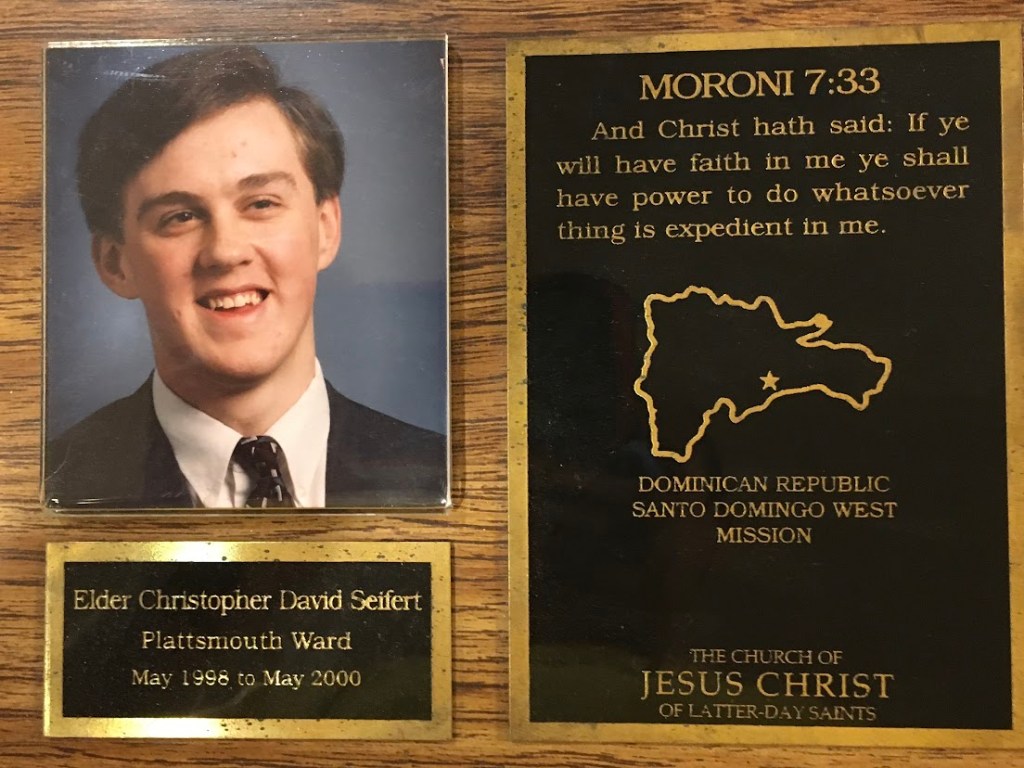 MORONI 7:33
And Christ hath said: If ye
will have faith in me ye shall
have power to do whatsoever
thing is expedient in me.
DOMINICAN REPUBLIC
SANTO DOMINGO WEST
MISSION
THE CHURCH OF
JESUS CHRIST
OF LATTER-DAY SAINTS
Elder Christopher David Seifert
Plattsmouth Ward
May 1998 to May 2000